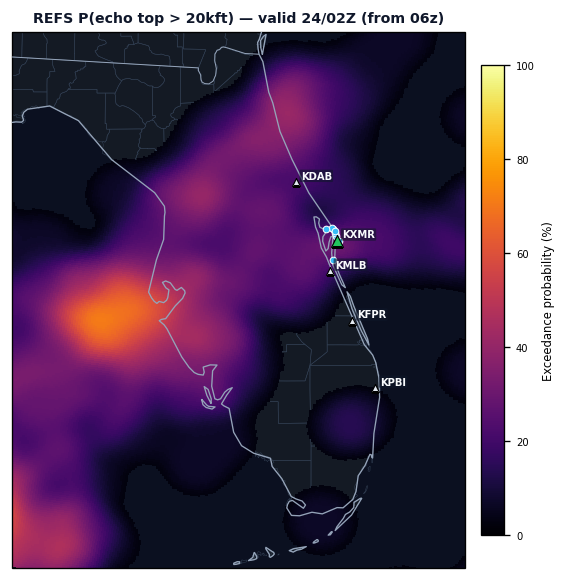 REFS P(echo top > 20kft) — valid 24/02Z (from 06z)
KDAB
KXMR
KMLB
KFPR
KPBI
100
80
60
40
20
0
Exceedance probability (%)